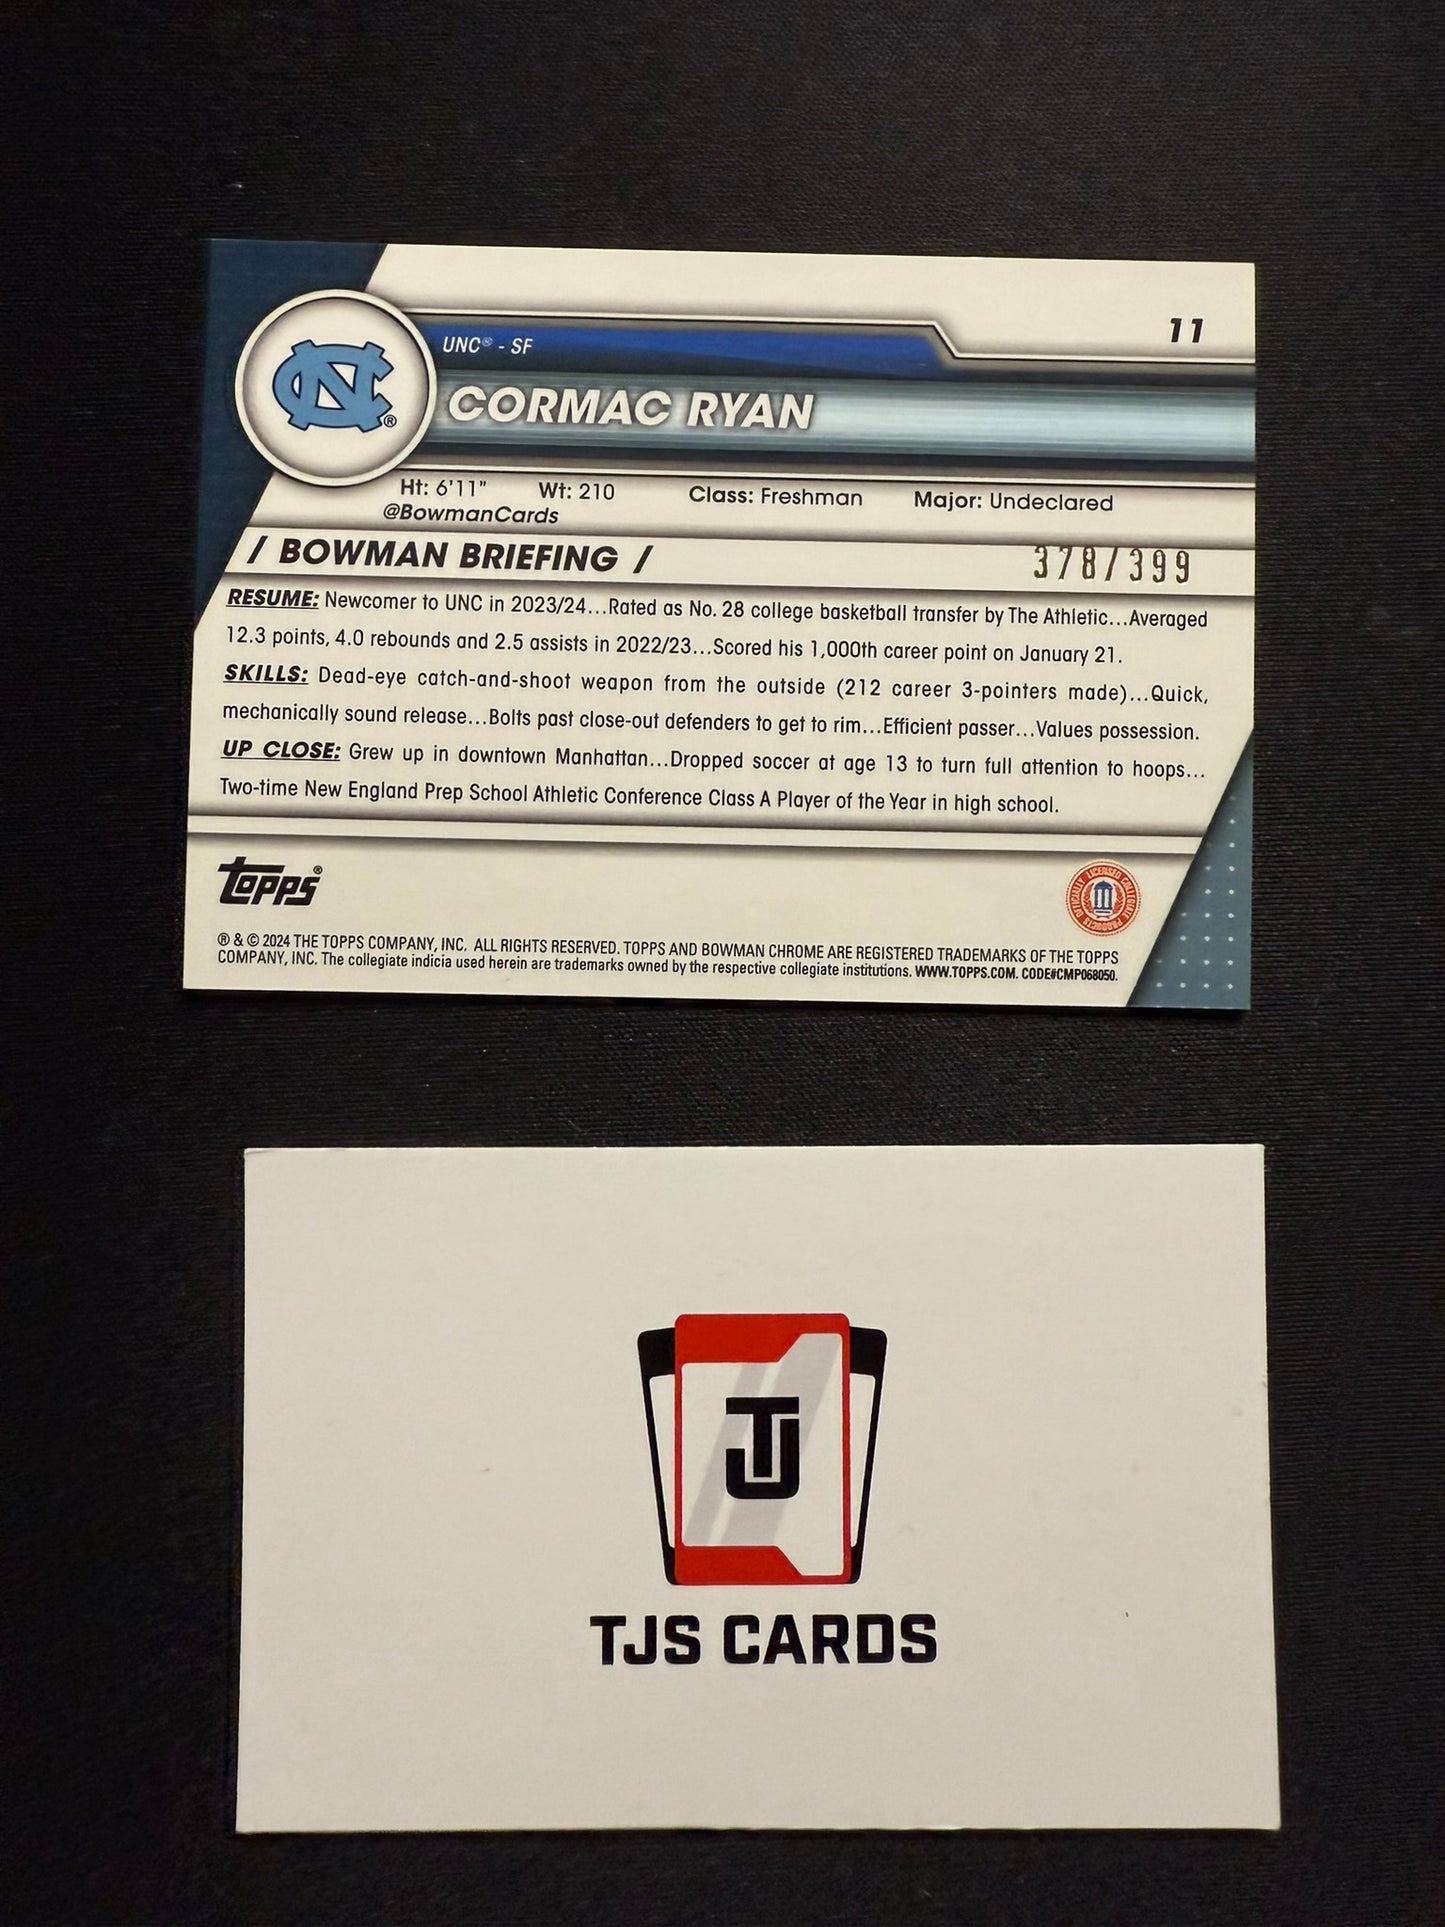 11
UNC® - SF
NC®
CORMAC RYAN
Ht: 6'11" Wt: 210 Class: Freshman Major: Undeclared
@BowmanCards
/ BOWMAN BRIEFING / 378/399
RESUME: Newcomer to UNC in 2023/24...Rated as No. 28 college basketball transfer by The Athletic...Averaged
12.3 points, 4.0 rebounds and 2.5 assists in 2022/23...Scored his 1,000th career point on January 21.
SKILLS: Dead-eye catch-and-shoot weapon from the outside (212 career 3-pointers made)...Quick,
mechanically sound release...Bolts past close-out defenders to get to rim...Efficient passer...Values possession.
UP CLOSE: Grew up in downtown Manhattan...Dropped soccer at age 13 to turn full attention to hoops...
Two-time New England Prep School Athletic Conference Class A Player of the Year in high school.
topps®
OFFICIALLY LICENSED COLLEGIATE PRODUCTS
® & © 2024 THE TOPPS COMPANY, INC. ALL RIGHTS RESERVED. TOPPS AND BOWMAN CHROME ARE REGISTERED TRADEMARKS OF THE TOPPS
COMPANY, INC. The collegiate indicia used herein are trademarks owned by the respective collegiate institutions. WWW.TOPPS.COM. CODE#CMP068050.
TJ
TJS CARDS